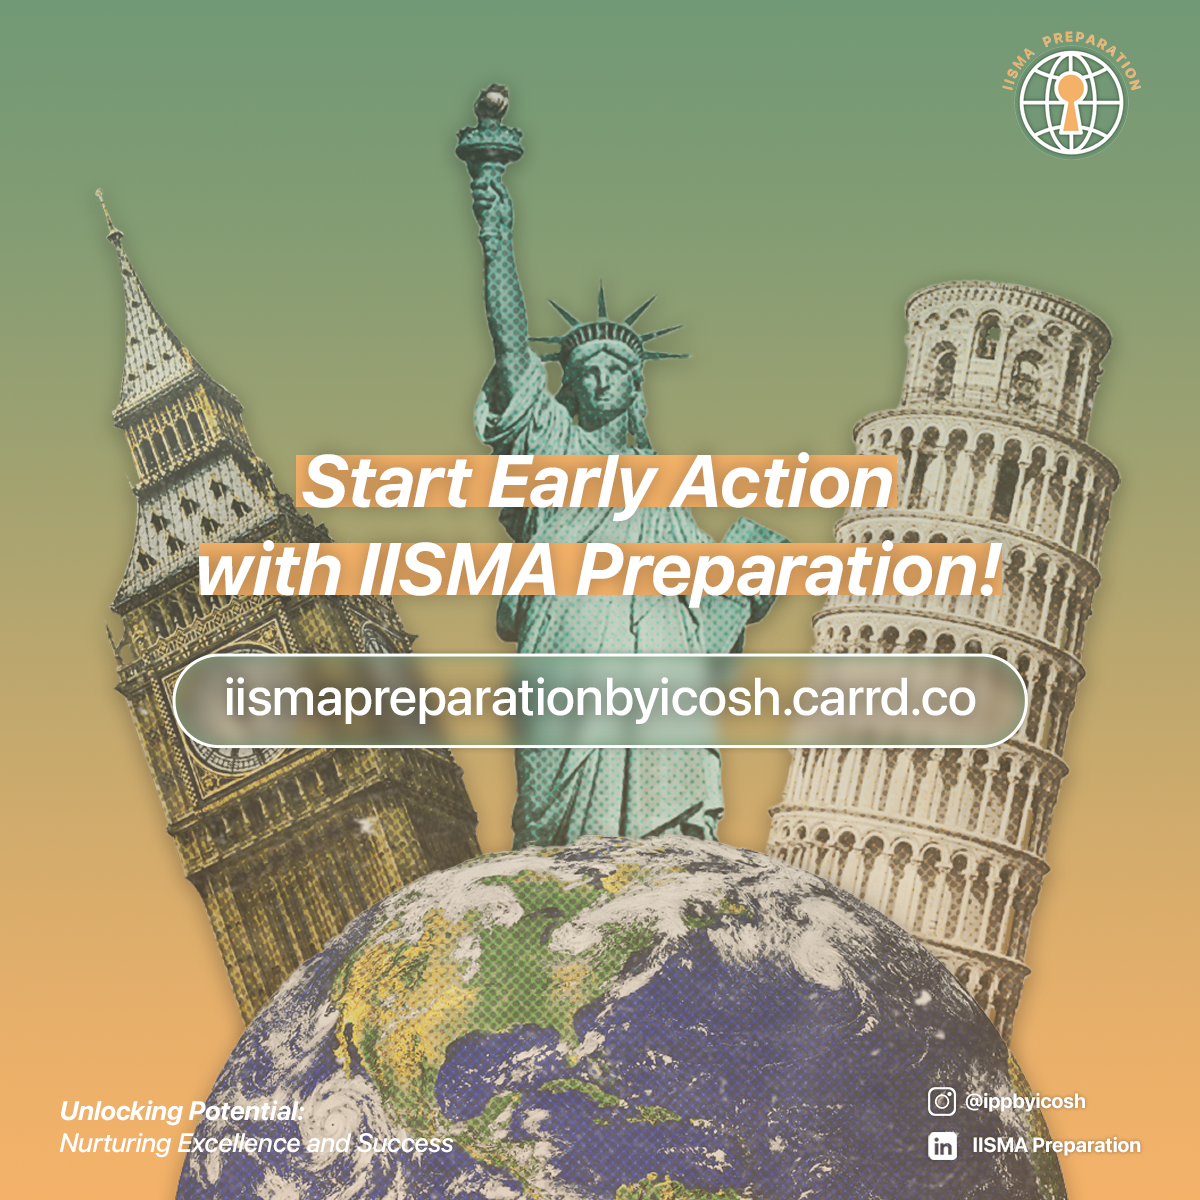 IISMA PREPARATION
Start Early Action
with IISMA Preparation!
iismapreparationbyicosh.carrd.co
Unlocking Potential:
Nurturing Excellence and Success
@ippbyicosh
in IISMA Preparation